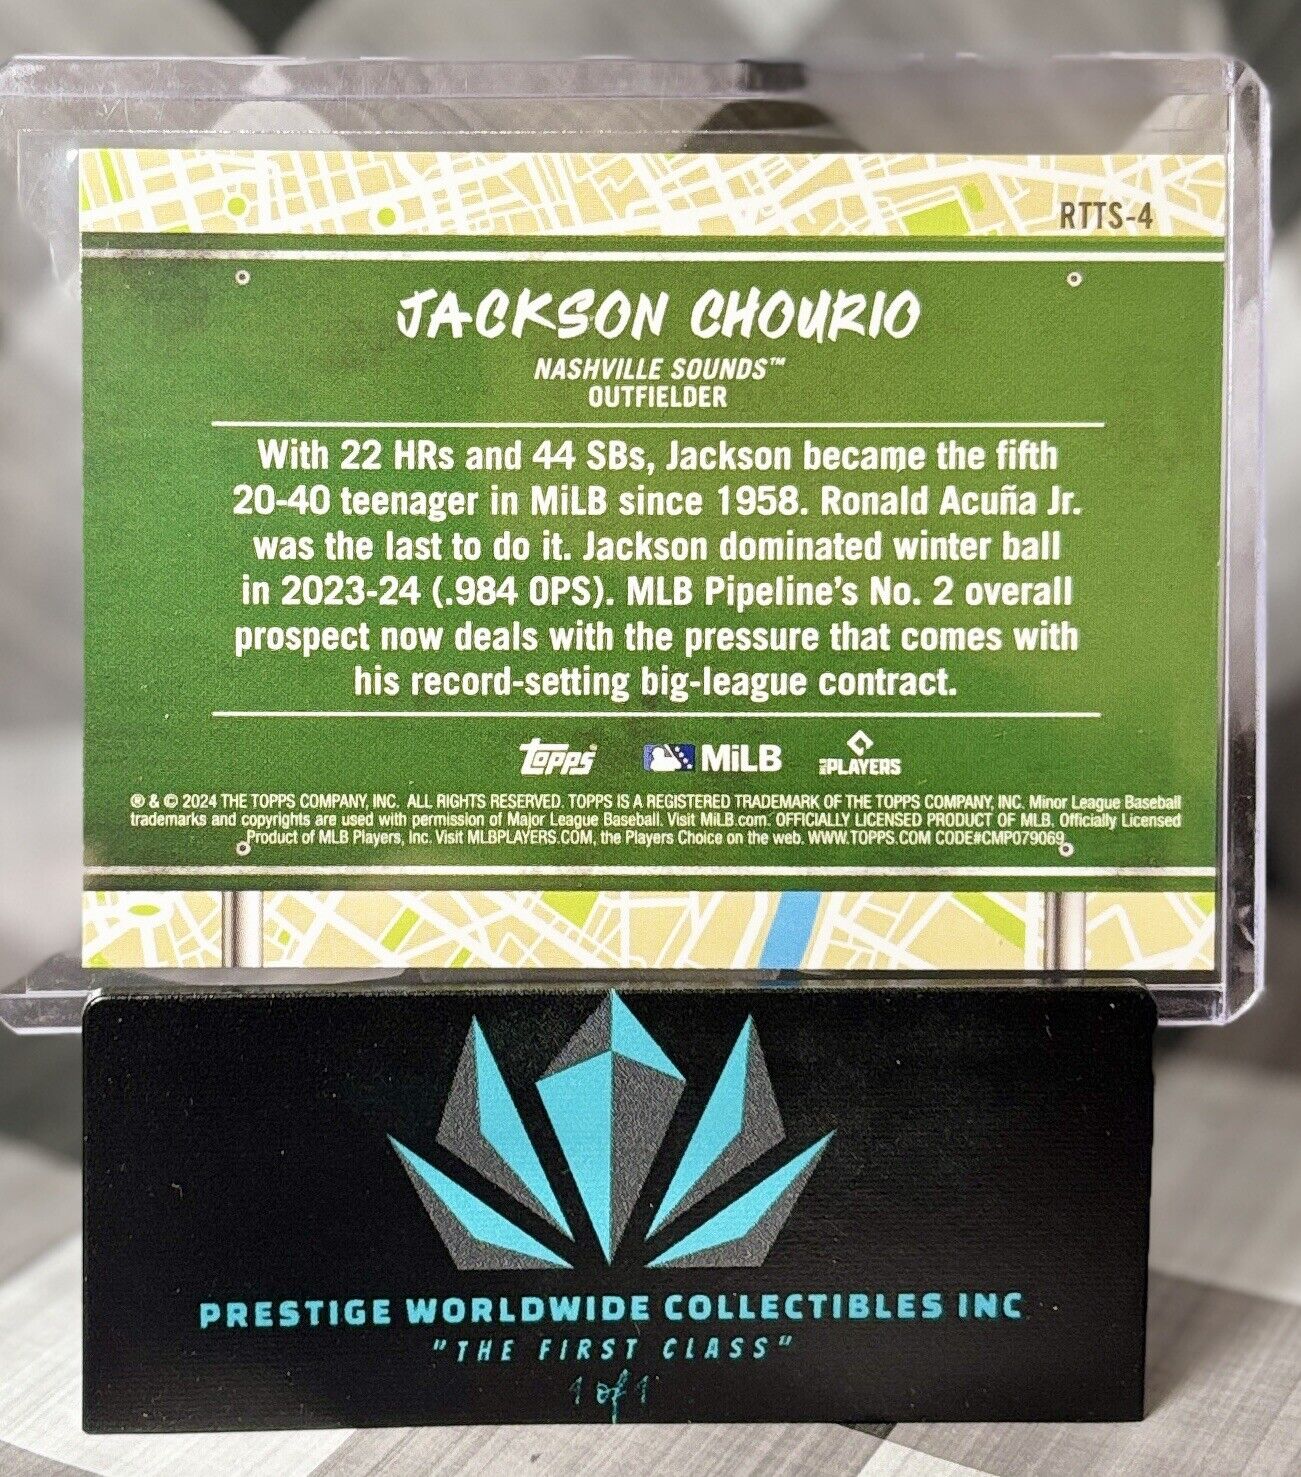 RTTS-4
JACKSON CHOURIO
NASHVILLE SOUNDS™
OUTFIELDER
With 22 HRs and 44 SBs, Jackson became the fifth
20-40 teenager in MiLB since 1958. Ronald Acuña Jr.
was the last to do it. Jackson dominated winter ball
in 2023-24 (.984 OPS). MLB Pipeline's No. 2 overall
prospect now deals with the pressure that comes with
his record-setting big-league contract.
topps MiLB PLAYERS
® & © 2024 THE TOPPS COMPANY, INC. ALL RIGHTS RESERVED. TOPPS IS A REGISTERED TRADEMARK OF THE TOPPS COMPANY, INC. Minor League Baseball
trademarks and copyrights are used with permission of Major League Baseball. Visit MiLB.com. OFFICIALLY LICENSED PRODUCT OF MLB. Officially Licensed
Product of MLB Players, Inc. Visit MLBPLAYERS.COM, the Players Choice on the web. WWW.TOPPS.COM CODE#CMP079069
PRESTIGE WORLDWIDE COLLECTIBLES INC
"THE FIRST CLASS"
1 of 1